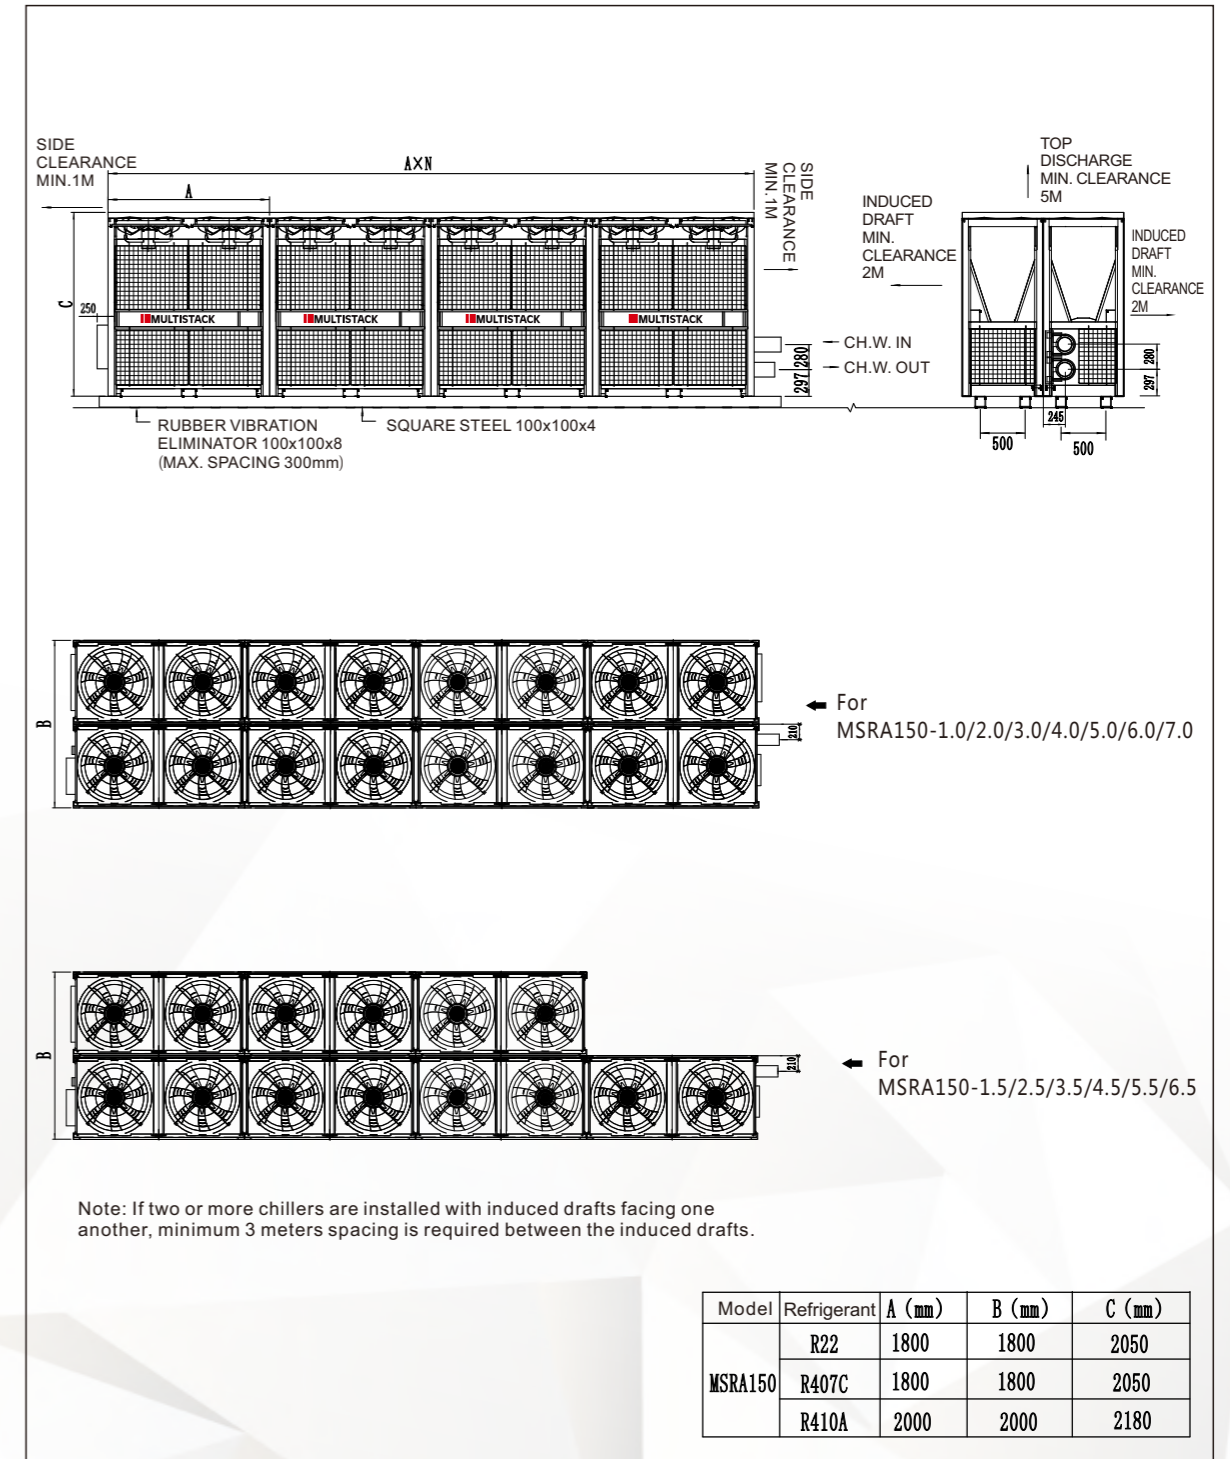 SIDE
CLEARANCE
MIN.1M
A×N
A
SIDE
CLEARANCE
MIN.1M
C
250
MULTISTACK
MULTISTACK
MULTISTACK
MULTISTACK
CH.W. IN
CH.W. OUT
280
297
RUBBER VIBRATION
ELIMINATOR 100x100x8
(MAX. SPACING 300mm)
SQUARE STEEL 100x100x4
TOP
DISCHARGE
MIN. CLEARANCE
5M
INDUCED
DRAFT
MIN.
CLEARANCE
2M
INDUCED
DRAFT
MIN.
CLEARANCE
2M
280
297
245
500
500
B
210
For
MSRA150-1.0/2.0/3.0/4.0/5.0/6.0/7.0
B
210
For
MSRA150-1.5/2.5/3.5/4.5/5.5/6.5
Note: If two or more chillers are installed with induced drafts facing one
another, minimum 3 meters spacing is required between the induced drafts.
Model Refrigerant A (mm) B (mm) C (mm)
R22 1800 1800 2050
MSRA150 R407C 1800 1800 2050
R410A 2000 2000 2180